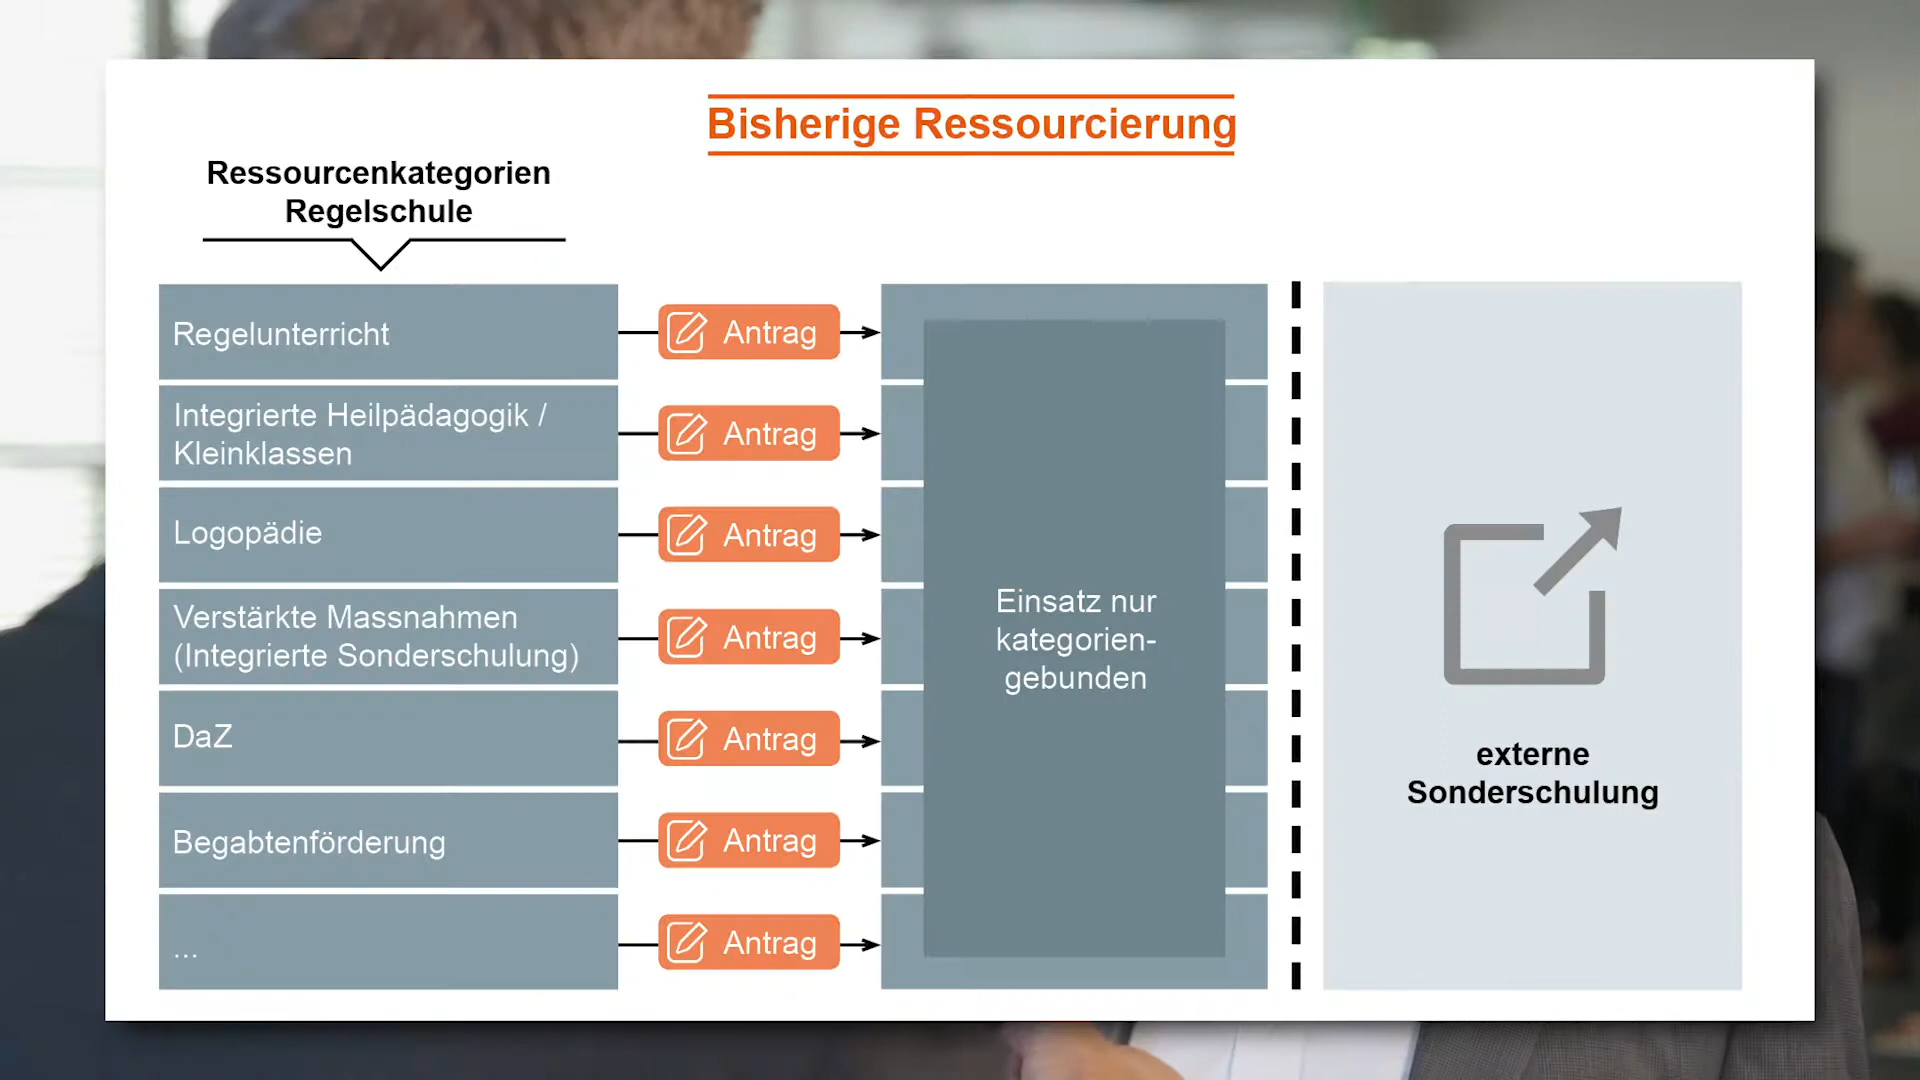 Bisherige Ressourcierung
Ressourcenkategorien
Regelschule
Regelunterricht
Antrag
Integrierte Heilpädagogik /
Kleinklassen
Antrag
Logopädie
Antrag
Verstärkte Massnahmen
(Integrierte Sonderschulung)
Antrag
DaZ
Antrag
Begabtenförderung
Antrag
...
Antrag
Einsatz nur
kategorien-
gebunden
externe
Sonderschulung